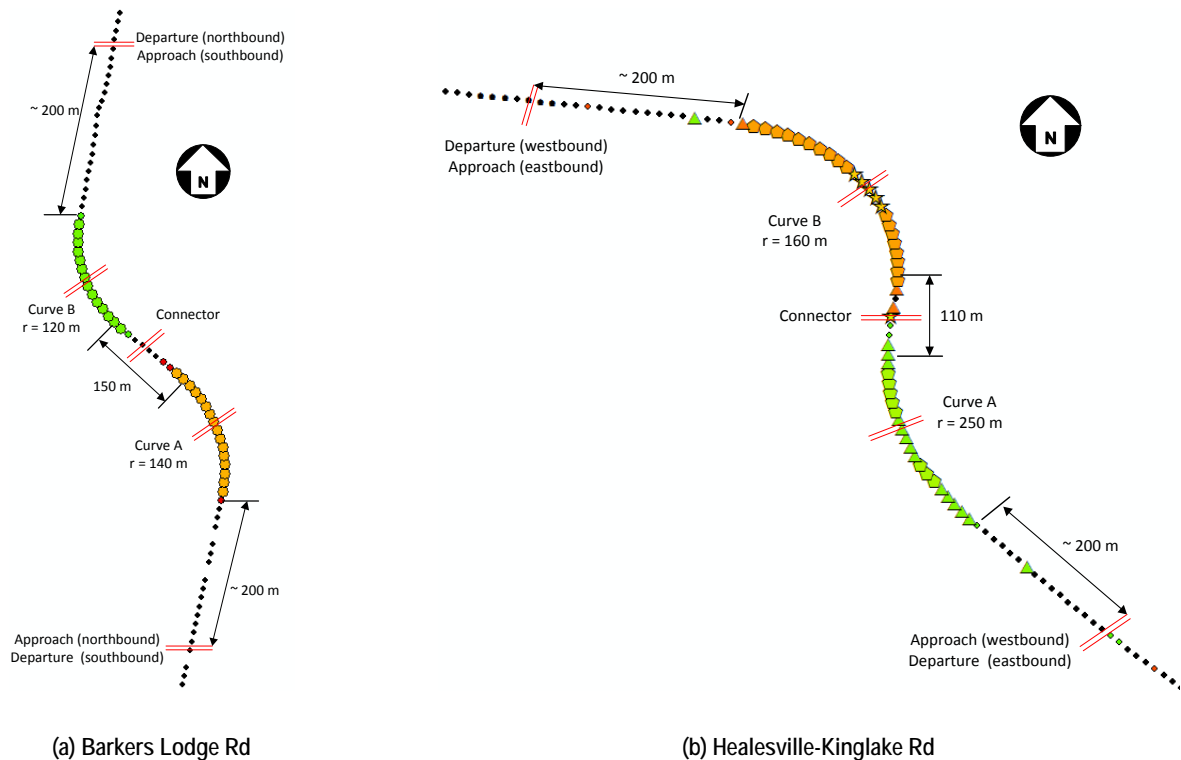 Departure (northbound)
Approach (southbound)
~ 200 m
N
Curve B
r = 120 m
Connector
150 m
Curve A
r = 140 m
~ 200 m
Approach (northbound)
Departure (southbound)
(a) Barkers Lodge Rd
~ 200 m
N
Departure (westbound)
Approach (eastbound)
Curve B
r = 160 m
Connector
110 m
Curve A
r = 250 m
~ 200 m
Approach (westbound)
Departure (eastbound)
(b) Healesville-Kinglake Rd